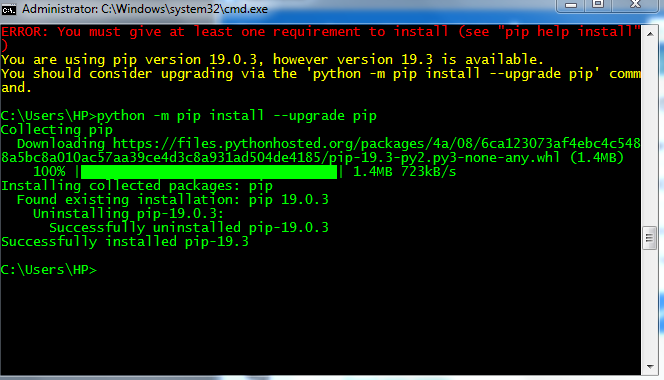 Administrator: C:\Windows\system32\cmd.exe
ERROR: You must give at least one requirement to install (see "pip help install"
)
You are using pip version 19.0.3, however version 19.3 is available.
You should consider upgrading via the 'python -m pip install --upgrade pip' comm
and.
C:\Users\HP>python -m pip install --upgrade pip
Collecting pip
Downloading https://files.pythonhosted.org/packages/4a/08/6ca123073af4ebc4c548
8a5bc8a010ac57aa39ce4d3c8a931ad504de4185/pip-19.3-py2.py3-none-any.whl (1.4MB)
100% |████████████████████████████████| 1.4MB 723kB/s
Installing collected packages: pip
Found existing installation: pip 19.0.3
Uninstalling pip-19.0.3:
Successfully uninstalled pip-19.0.3
Successfully installed pip-19.3
C:\Users\HP>